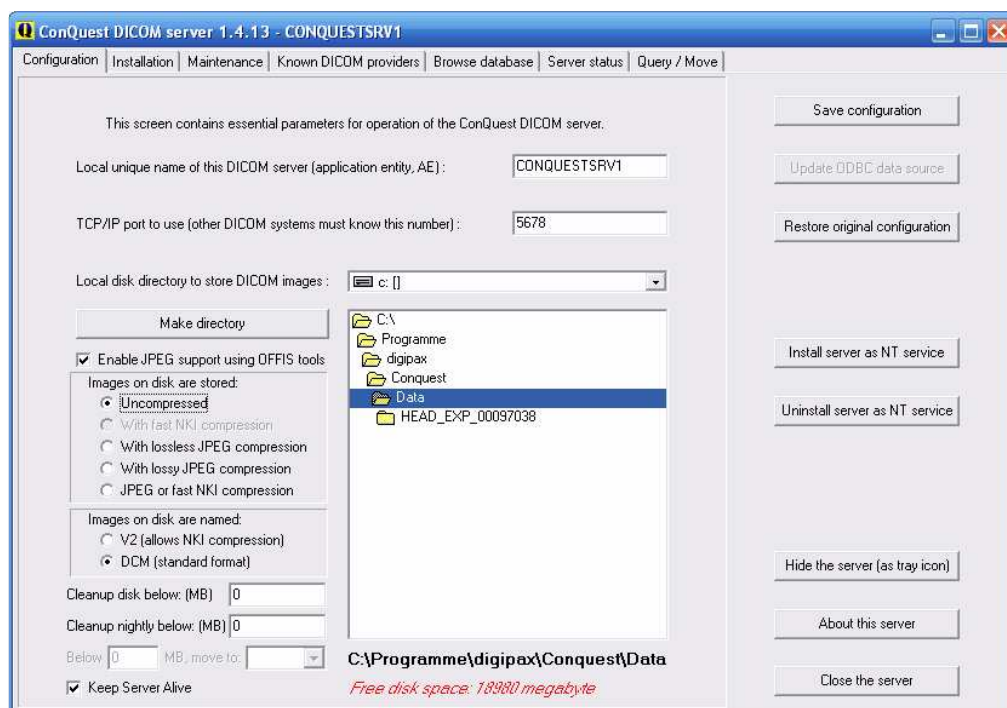 ConQuest DICOM server 1.4.13 - CONQUESTSRV1
Configuration Installation Maintenance Known DICOM providers Browse database Server status Query / Move
This screen contains essential parameters for operation of the ConQuest DICOM server.
Local unique name of this DICOM server (application entity, AE) : CONQUESTSRV1
TCP/IP port to use (other DICOM systems must know this number) : 5678
Local disk directory to store DICOM images : c: []
Make directory
Enable JPEG support using OFFIS tools
Images on disk are stored:
Uncompressed
With fast NKI compression
With lossless JPEG compression
With lossy JPEG compression
JPEG or fast NKI compression
Images on disk are named:
V2 (allows NKI compression)
DCM (standard format)
Cleanup disk below: (MB) 0
Cleanup nightly below: (MB) 0
Below 0 MB, move to:
Keep Server Alive
C:\
Programme
digipax
Conquest
Data
HEAD_EXP_00097038
C:\Programme\digipax\Conquest\Data
Free disk space: 18980 megabyte
Save configuration
Update ODBC data source
Restore original configuration
Install server as NT service
Uninstall server as NT service
Hide the server (as tray icon)
About this server
Close the server